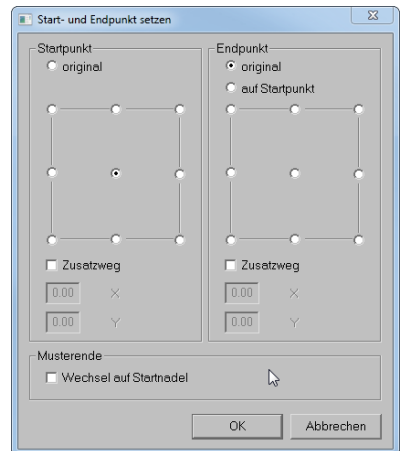 Start- und Endpunkt setzen
Startpunkt
original
Zusatzweg
0.00 X
0.00 Y
Endpunkt
original
auf Startpunkt
Zusatzweg
0.00 X
0.00 Y
Musterende
Wechsel auf Startnadel
OK
Abbrechen